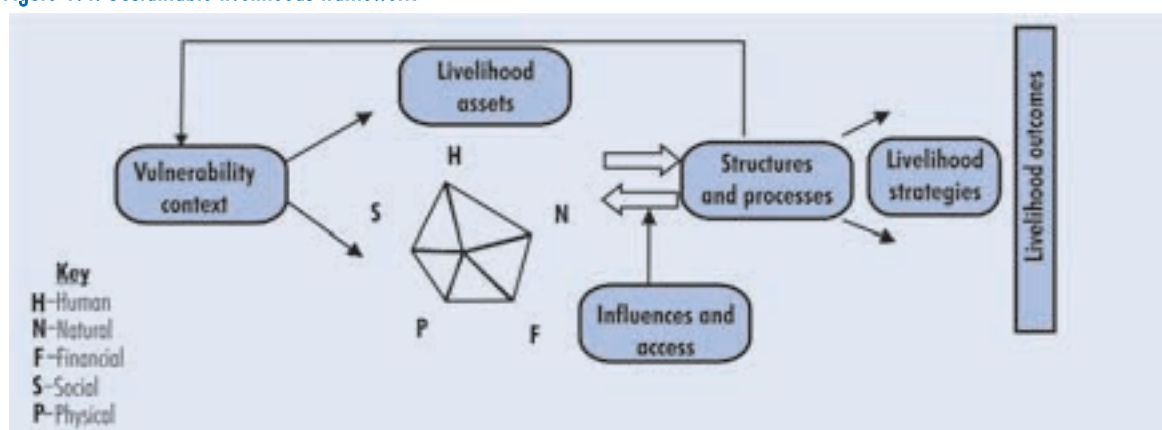 Livelihood
assets
Vulnerability
context
H
S
N
P
F
Structures
and processes
Livelihood
strategies
Livelihood outcomes
Influences and
access
Key
H-Human
N-Natural
F-Financial
S-Social
P-Physical